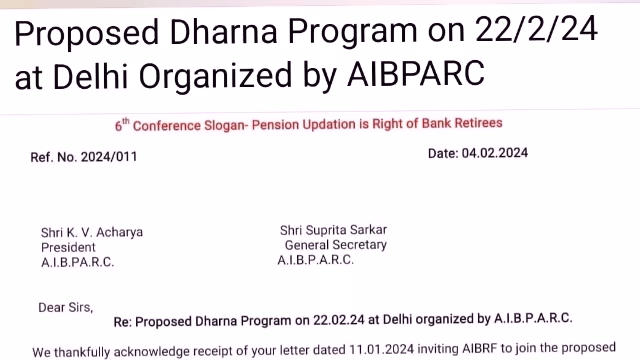 Proposed Dharna Program on 22/2/24
at Delhi Organized by AIBPARC
6th Conference Slogan- Pension Updation is Right of Bank Retirees
Ref. No. 2024/011
Date: 04.02.2024
Shri K. V. Acharya
President
A.I.B.PA.R.C.
Shri Suprita Sarkar
General Secretary
A.I.B.P.A.R.C.
Dear Sirs,
Re: Proposed Dharna Program on 22.02.24 at Delhi organized by A.I.B.P.A.R.C.
We thankfully acknowledge receipt of your letter dated 11.01.2024 inviting AIBRF to join the proposed